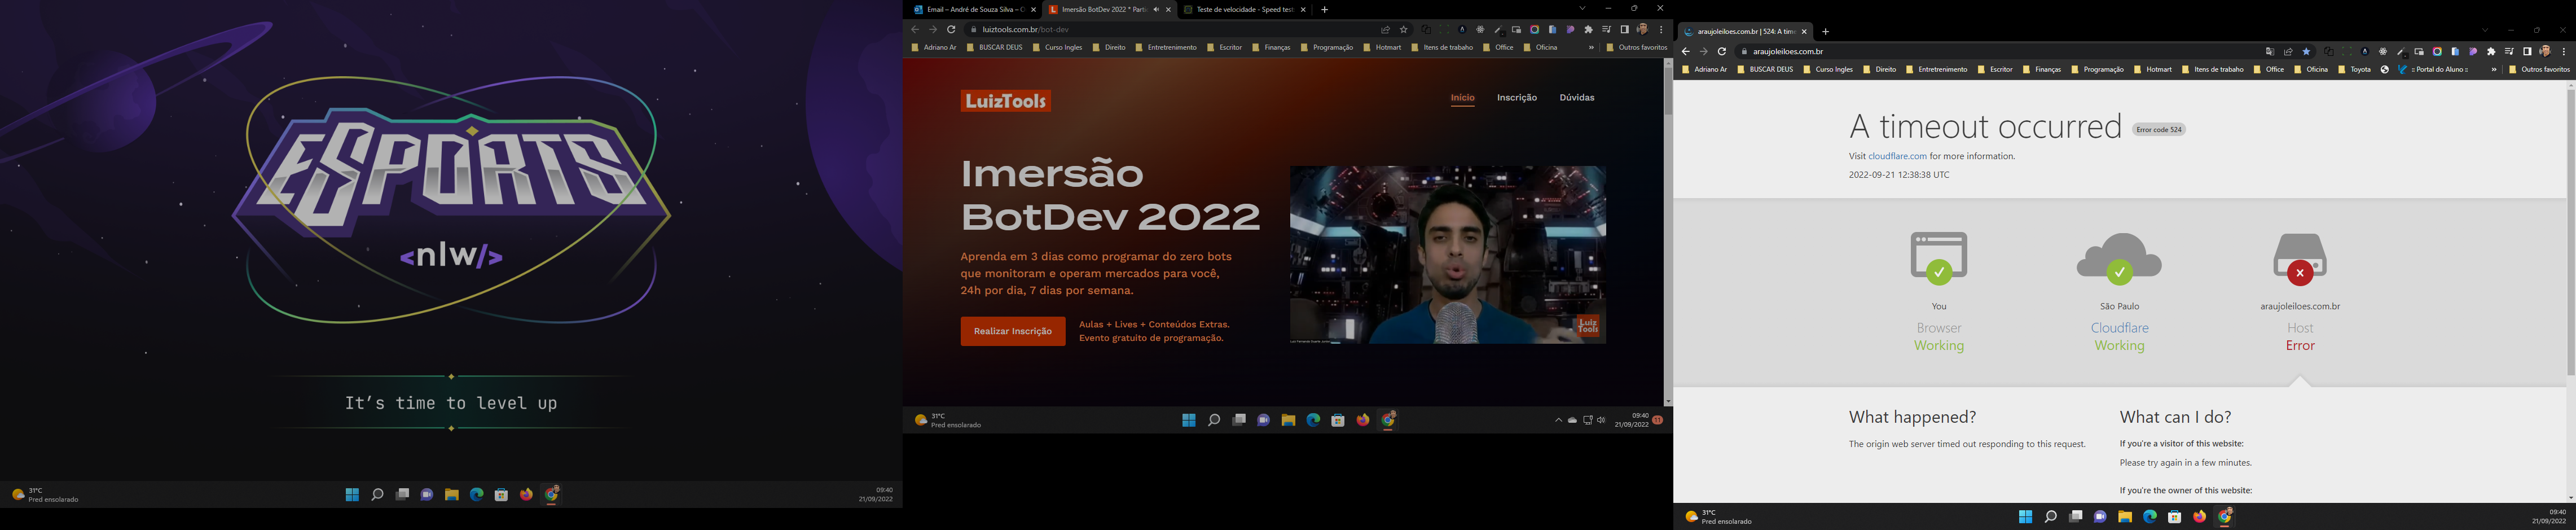 ESPORTS
<nlw/>
It's time to level up
31°C
Pred ensolarado
09:40
21/09/2022
Email – André de Souza Silva – O
Imersão BotDev 2022 * Parti
Teste de velocidade - Speed test
luiztools.com.br/bot-dev
Adriano Ar
BUSCAR DEUS
Curso Ingles
Direito
Entretrenimento
Escritor
Finanças
Programação
Hotmart
Itens de trabaho
Office
Oficina
»
Outros favoritos
LuizTools
Início
Inscrição
Dúvidas
Imersão
BotDev 2022
Aprenda em 3 dias como programar do zero bots
que monitoram e operam mercados para você,
24h por dia, 7 dias por semana.
Realizar Inscrição
Aulas + Lives + Conteúdos Extras.
Evento gratuito de programação.
Luiz
Tools
31°C
Pred ensolarado
09:40
21/09/2022
11
araujoleiloes.com.br | 524: A time
araujoleiloes.com.br
Adriano Ar
BUSCAR DEUS
Curso Ingles
Direito
Entretrenimento
Escritor
Finanças
Programação
Hotmart
Itens de trabaho
Office
Oficina
Toyota
:: Portal do Aluno ::
»
Outros favoritos
A timeout occurred
Error code 524
Visit cloudflare.com for more information.
2022-09-21 12:38:38 UTC
You
Browser
Working
São Paulo
Cloudflare
Working
araujoleiloes.com.br
Host
Error
What happened?
The origin web server timed out responding to this request.
What can I do?
If you're a visitor of this website:
Please try again in a few minutes.
If you're the owner of this website:
31°C
Pred ensolarado
09:40
21/09/2022